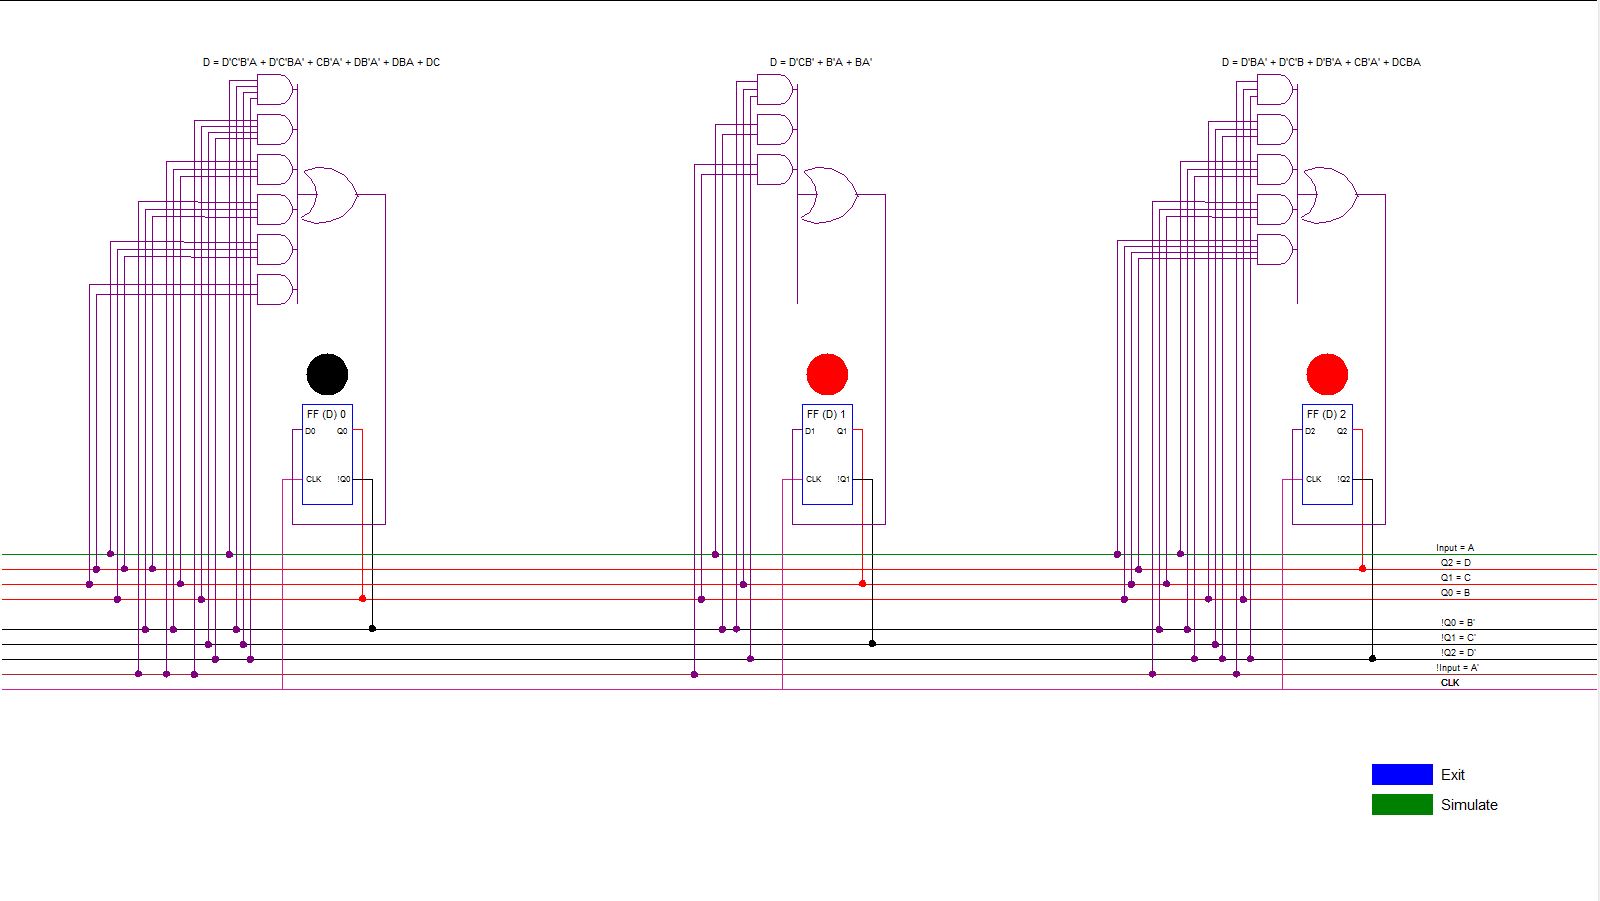 D = D'C'B'A + D'C'BA' + CB'A' + DB'A' + DBA + DC
D = D'CB' + B'A + BA'
D = D'BA' + D'C'B + D'B'A + CB'A' + DCBA
FF (D) 0
D0 Q0
CLK !Q0
FF (D) 1
D1 Q1
CLK !Q1
FF (D) 2
D2 Q2
CLK !Q2
Input = A
Q2 = D
Q1 = C
Q0 = B
!Q0 = B'
!Q1 = C'
!Q2 = D'
!Input = A'
CLK
Exit
Simulate